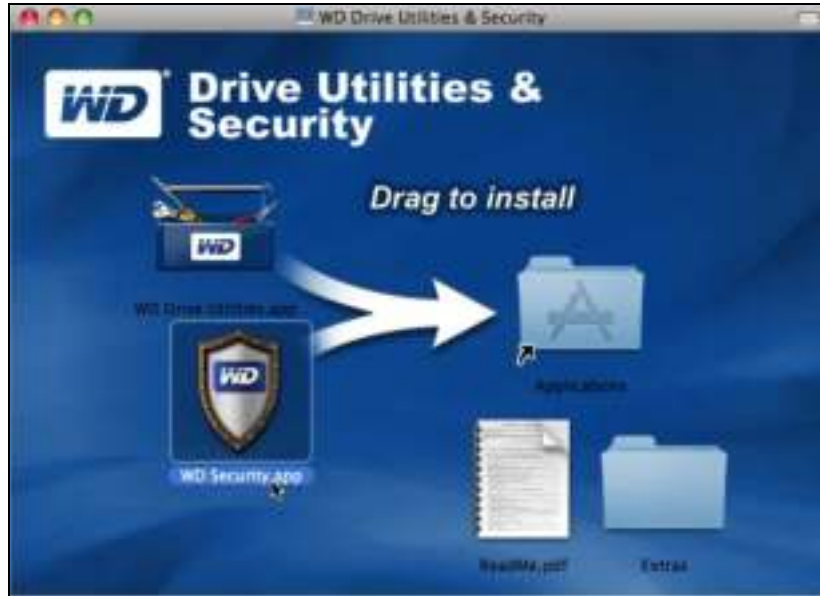 WD Drive Utilities & Security
WD
Drive Utilities &
Security
Drag to install
WD
WD Drive Utilities.app
WD
WD Security.app
Applications
ReadMe.pdf
Extras